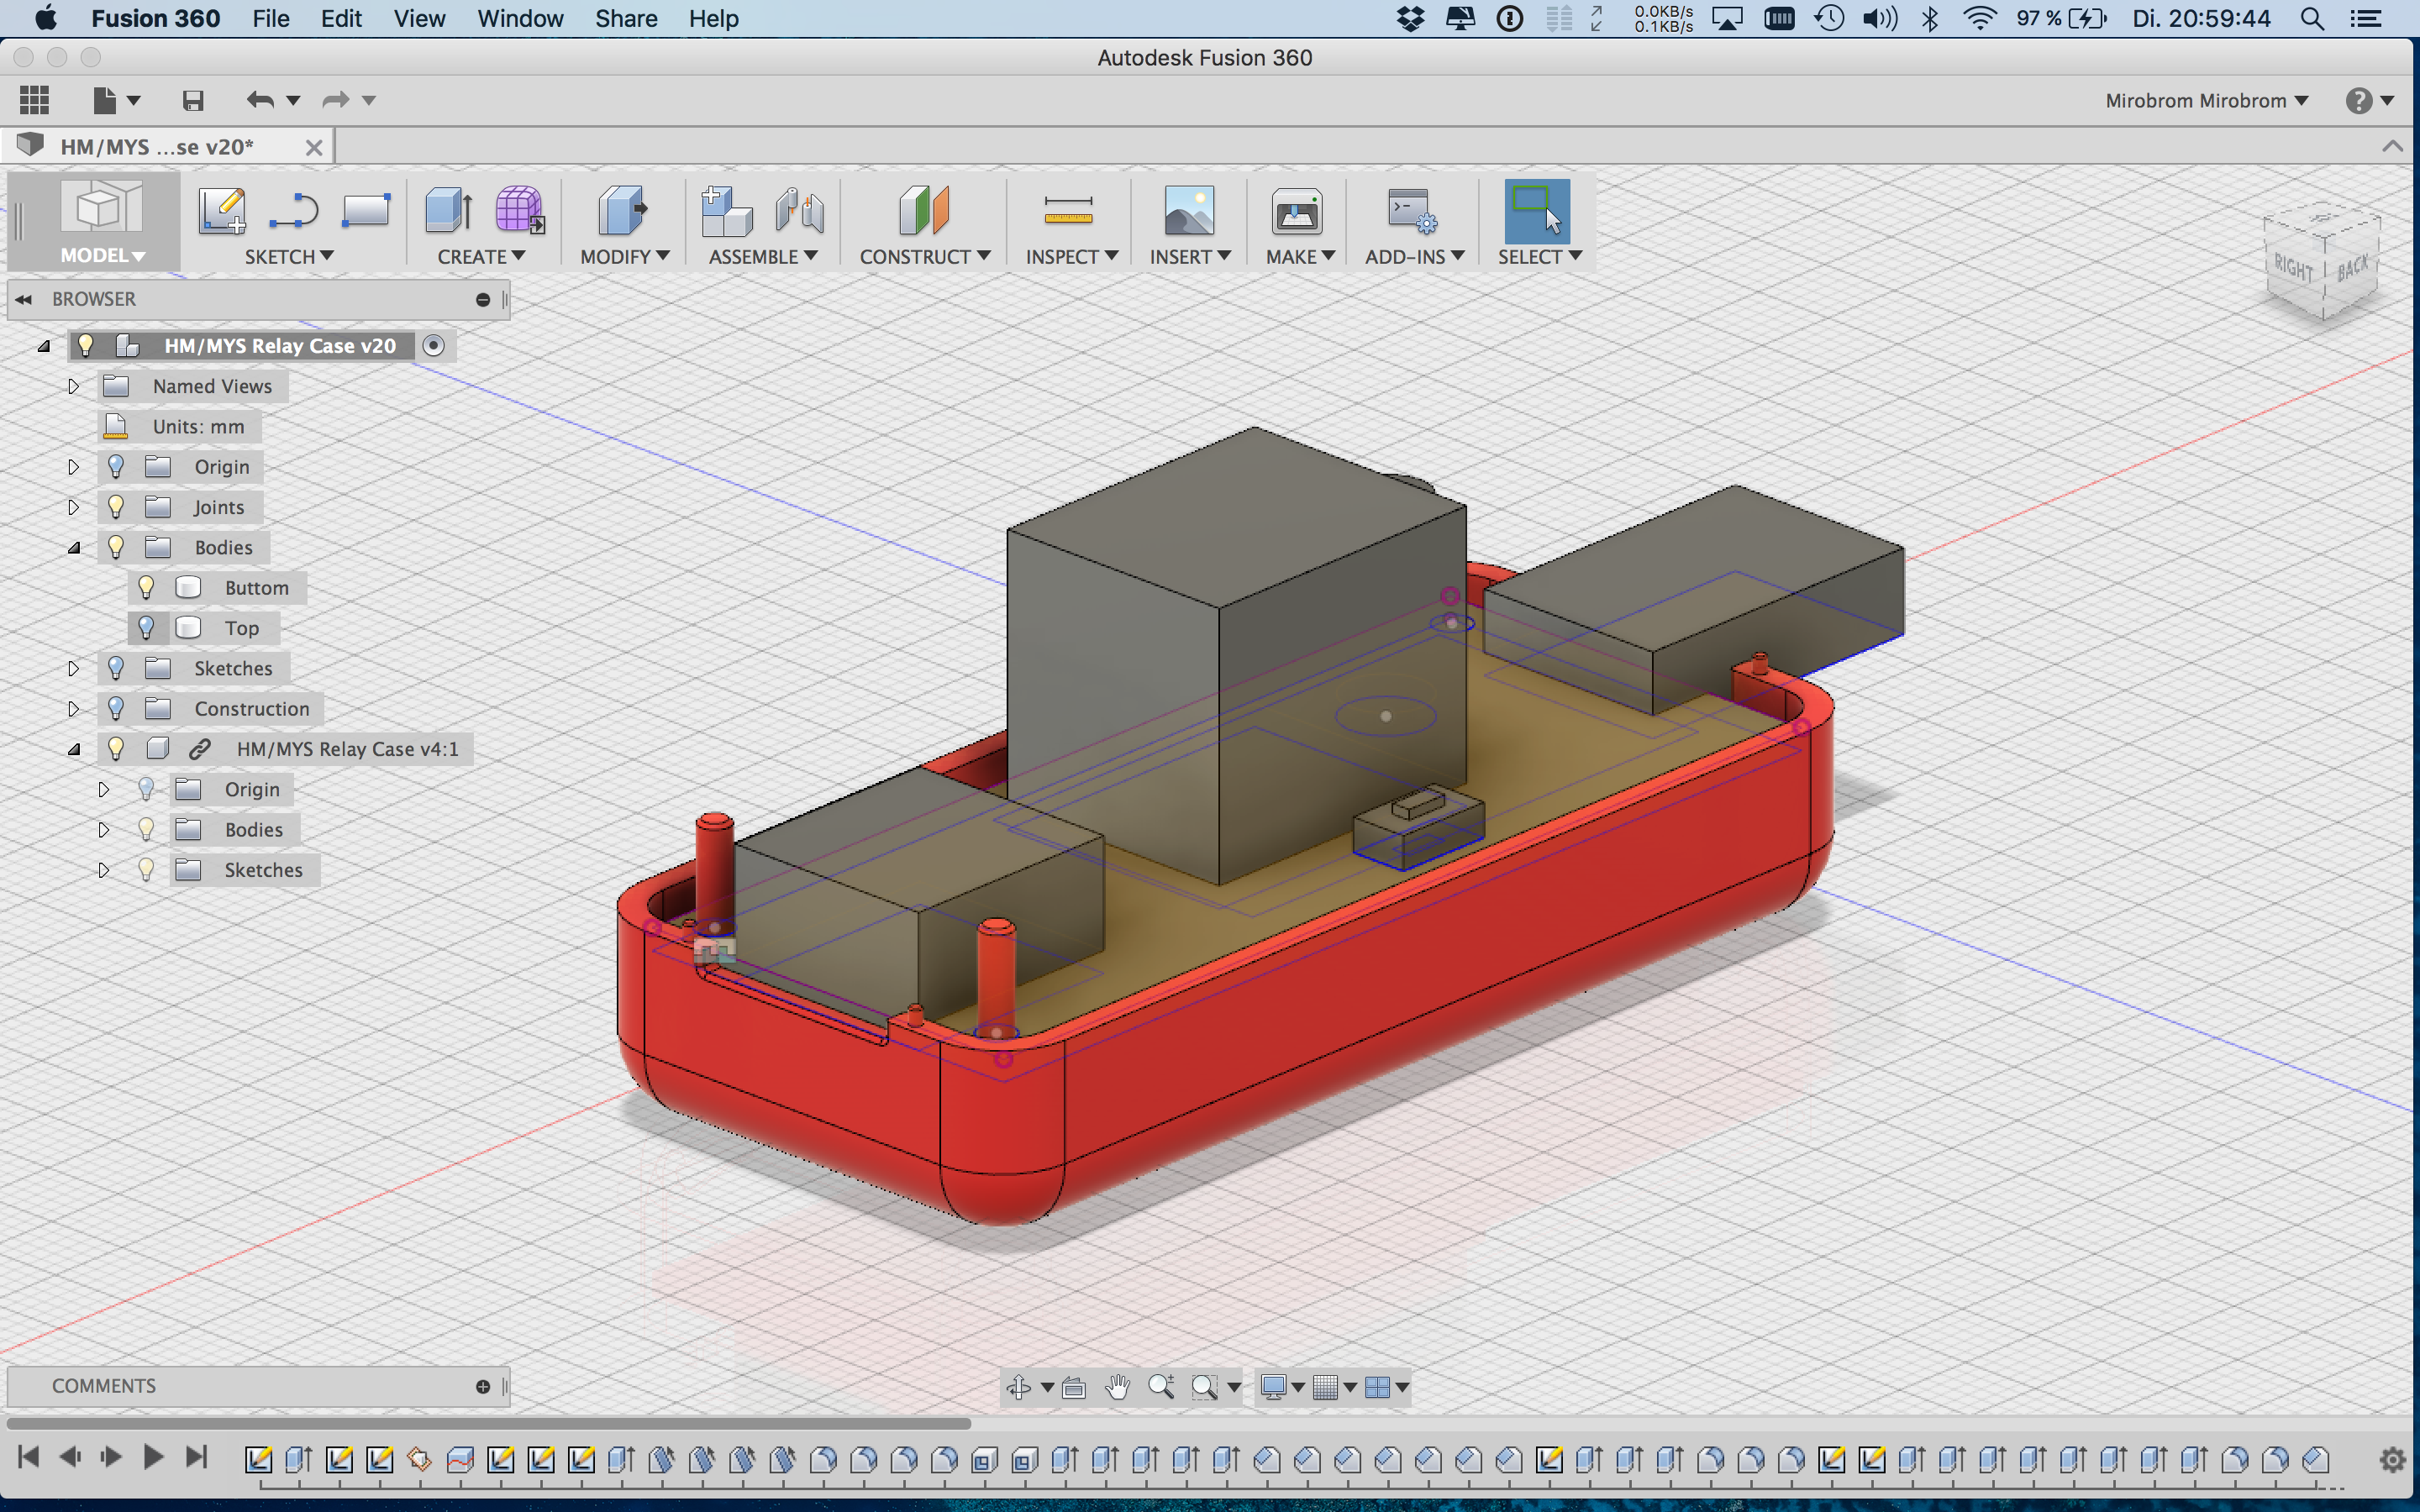 Fusion 360 File Edit View Window Share Help 0.0KB/s 0.1KB/s 97 % Di. 20:59:44
Autodesk Fusion 360
Mirobrom Mirobrom ?
HM/MYS ...se v20*
MODEL SKETCH CREATE MODIFY ASSEMBLE CONSTRUCT INSPECT INSERT MAKE ADD-INS SELECT
RIGHT BACK
BROWSER
HM/MYS Relay Case v20
Named Views
Units: mm
Origin
Joints
Bodies
Buttom
Top
Sketches
Construction
HM/MYS Relay Case v4:1
Origin
Bodies
Sketches
COMMENTS